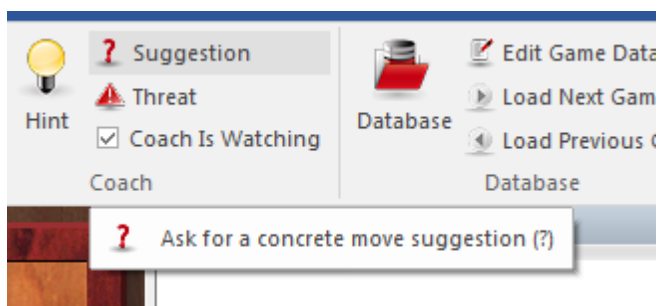 Suggestion
Threat
Hint
Coach Is Watching
Coach
Database
Edit Game Data
Load Next Gam
Load Previous
Database
Ask for a concrete move suggestion (?)